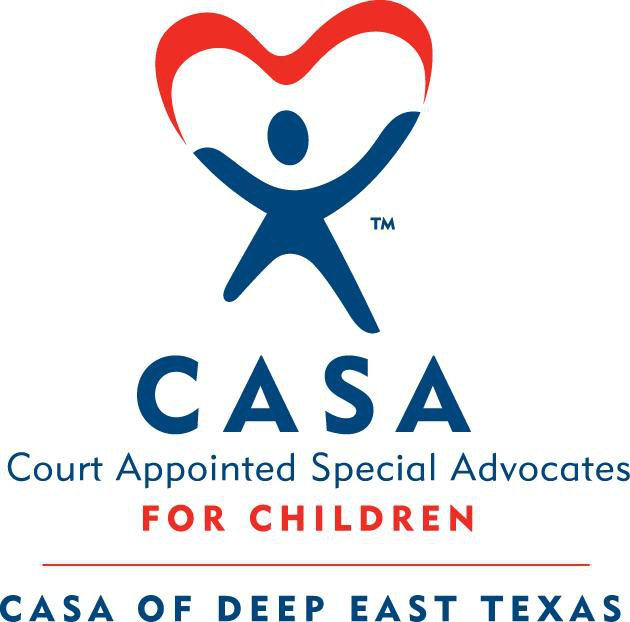 ™
CASA
Court Appointed Special Advocates
FOR CHILDREN
CASA OF DEEP EAST TEXAS